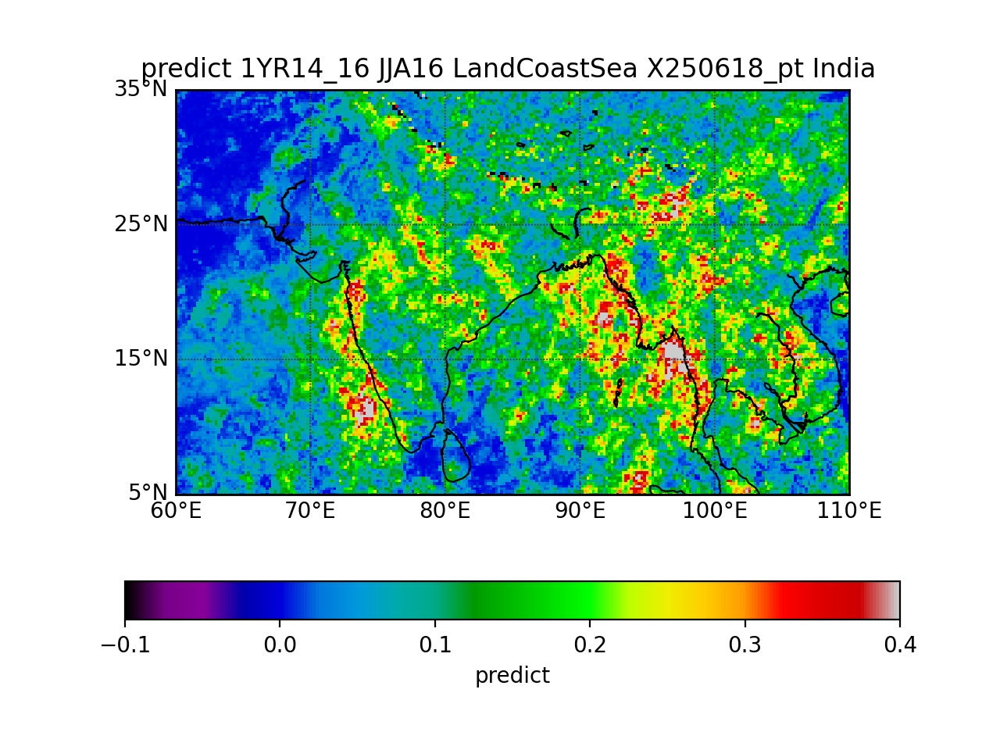 predict 1YR14_16 JJA16 LandCoastSea X250618_pt India
35°N
25°N
15°N
5°N
60°E 70°E 80°E 90°E 100°E 110°E
−0.1 0.0 0.1 0.2 0.3 0.4
predict